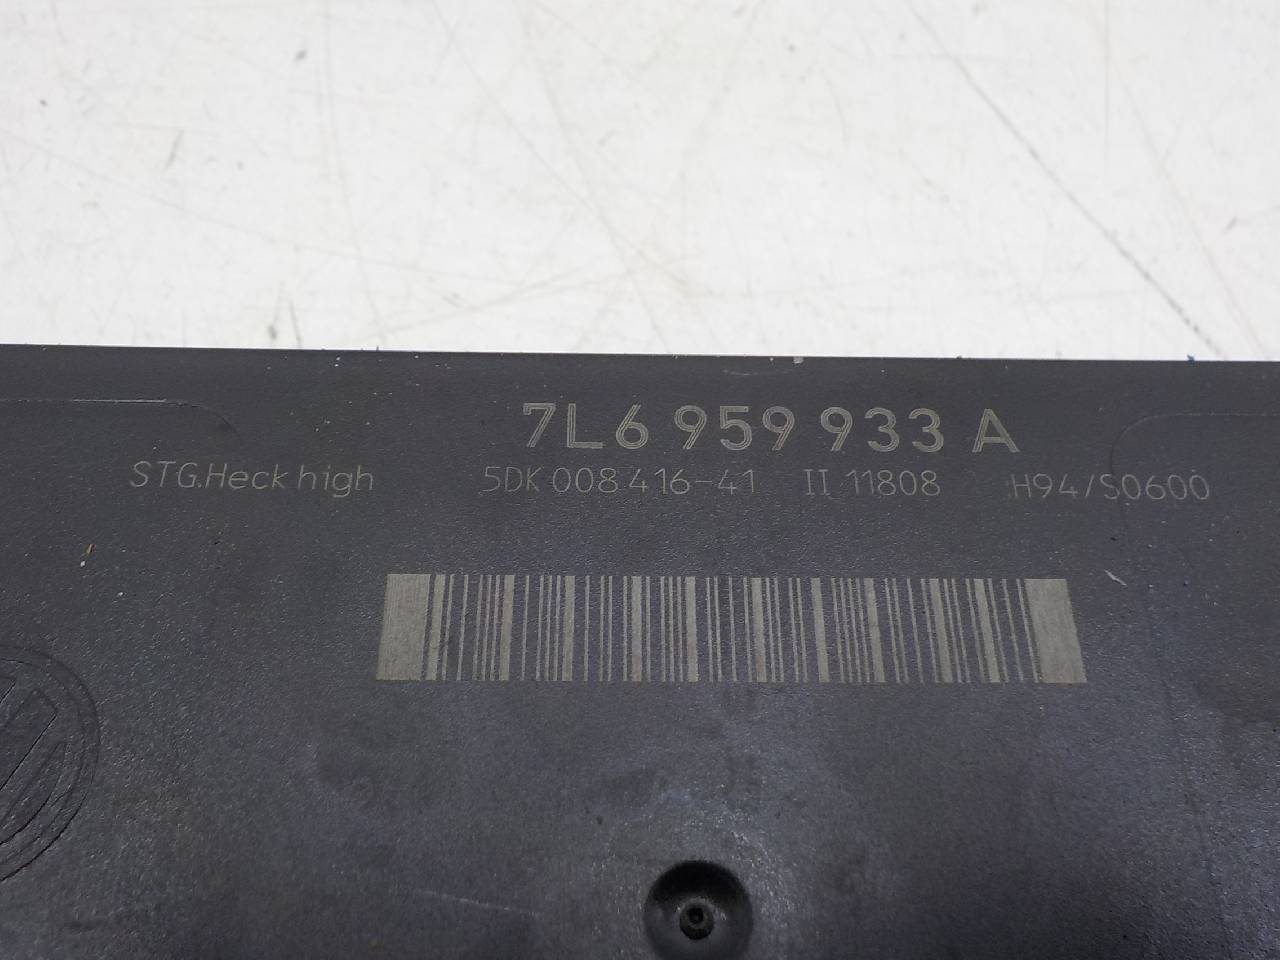 7L6 959 933 A
STG.Heck high 5DK 008 416-41 II 11808 H94/S0600